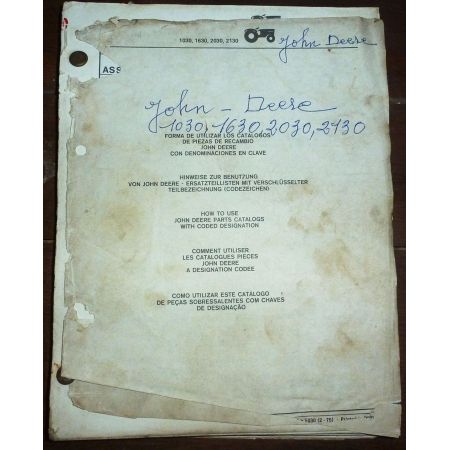 1030, 1630, 2030, 2130
John Deere
ASS
John - Deere
1030, 1630, 2030, 2130
FORMA DE UTILIZAR LOS CATALOGOS
DE PIEZAS DE RECAMBIO
JOHN DEERE
CON DENOMINACIONES EN CLAVE
HINWEISE ZUR BENUTZUNG
VON JOHN DEERE - ERSATZTEILLISTEN MIT VERSCHLÜSSELTER
TEILBEZEICHNUNG (CODEZEICHEN)
HOW TO USE
JOHN DEERE PARTS CATALOGS
WITH CODED DESIGNATION
COMMENT UTILISER
LES CATALOGUES PIECES
JOHN DEERE
A DESIGNATION CODEE
COMO UTILIZAR ESTE CATÁLOGO
DE PEÇAS SOBRESSALENTES COM CHAVES
DE DESIGNAÇÃO